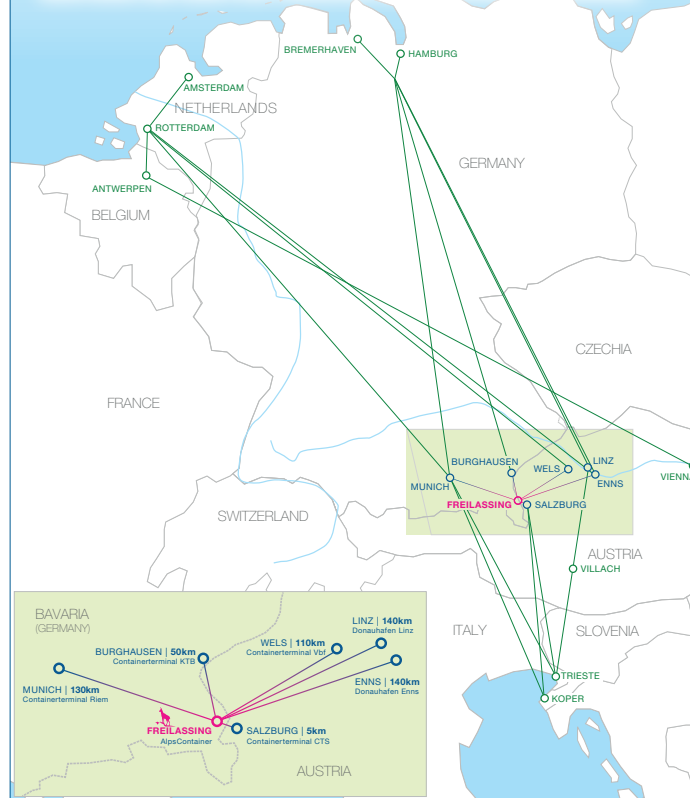 BREMERHAVEN
HAMBURG
AMSTERDAM
NETHERLANDS
ROTTERDAM
GERMANY
ANTWERPEN
BELGIUM
CZECHIA
FRANCE
BURGHAUSEN
WELS
LINZ
MUNICH
ENNS
VIENN
FREILASSING
SALZBURG
SWITZERLAND
AUSTRIA
VILLACH
ITALY
SLOVENIA
TRIESTE
KOPER
BAVARIA
(GERMANY)
LINZ | 140km
Donauhafen Linz
WELS | 110km
Containerterminal Vbf
BURGHAUSEN | 50km
Containerterminal KTB
ENNS | 140km
Donauhafen Enns
MUNICH | 130km
Containerterminal Riem
FREILASSING
AlpsContainer
SALZBURG | 5km
Containerterminal CTS
AUSTRIA